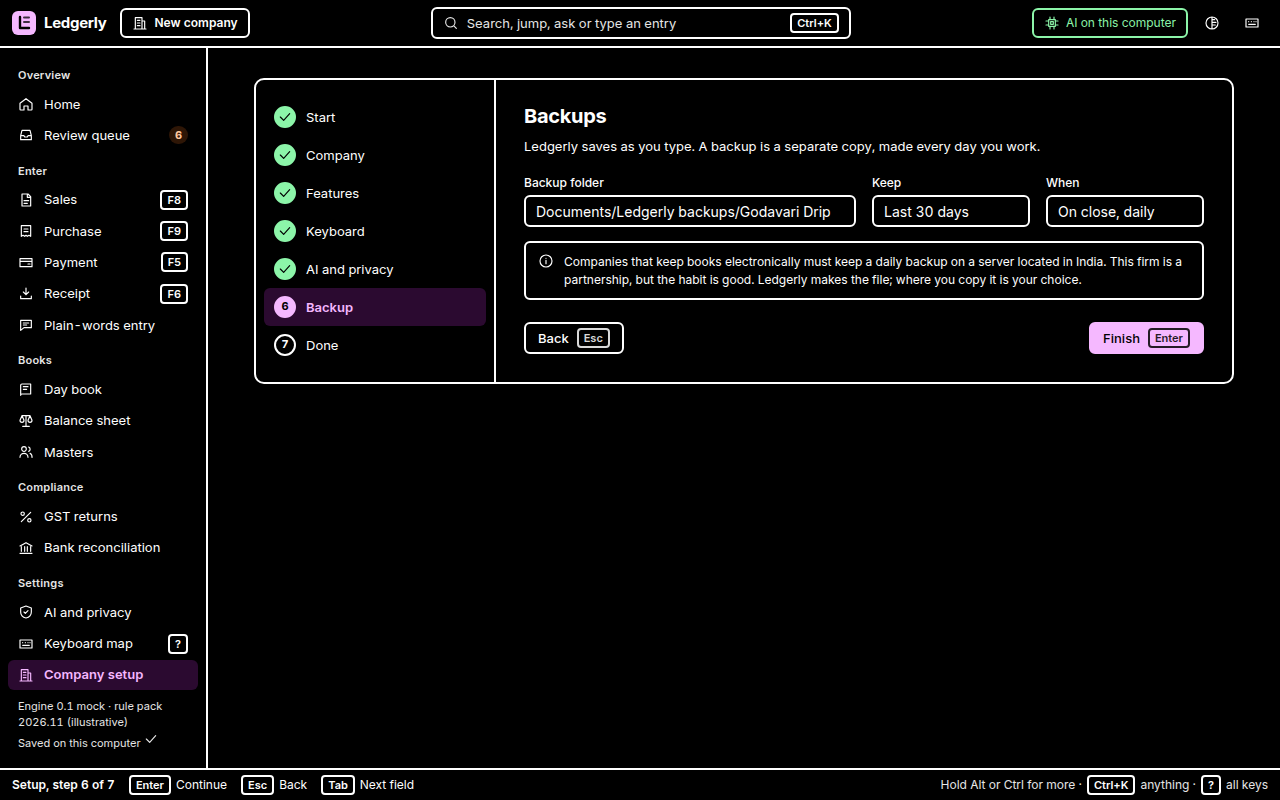 Ledgerly
New company
Search, jump, ask or type an entry
Ctrl+K
AI on this computer
Overview
Home
Review queue 6
Enter
Sales F8
Purchase F9
Payment F5
Receipt F6
Plain-words entry
Books
Day book
Balance sheet
Masters
Compliance
GST returns
Bank reconciliation
Settings
AI and privacy
Keyboard map ?
Company setup
Engine 0.1 mock · rule pack
2026.11 (illustrative)
Saved on this computer
Start
Company
Features
Keyboard
AI and privacy
6 Backup
7 Done
Backups
Ledgerly saves as you type. A backup is a separate copy, made every day you work.
Backup folder
Documents/Ledgerly backups/Godavari Drip
Keep
Last 30 days
When
On close, daily
Companies that keep books electronically must keep a daily backup on a server located in India. This firm is a
partnership, but the habit is good. Ledgerly makes the file; where you copy it is your choice.
Back Esc
Finish Enter
Setup, step 6 of 7 Enter Continue Esc Back Tab Next field
Hold Alt or Ctrl for more · Ctrl+K anything · ? all keys